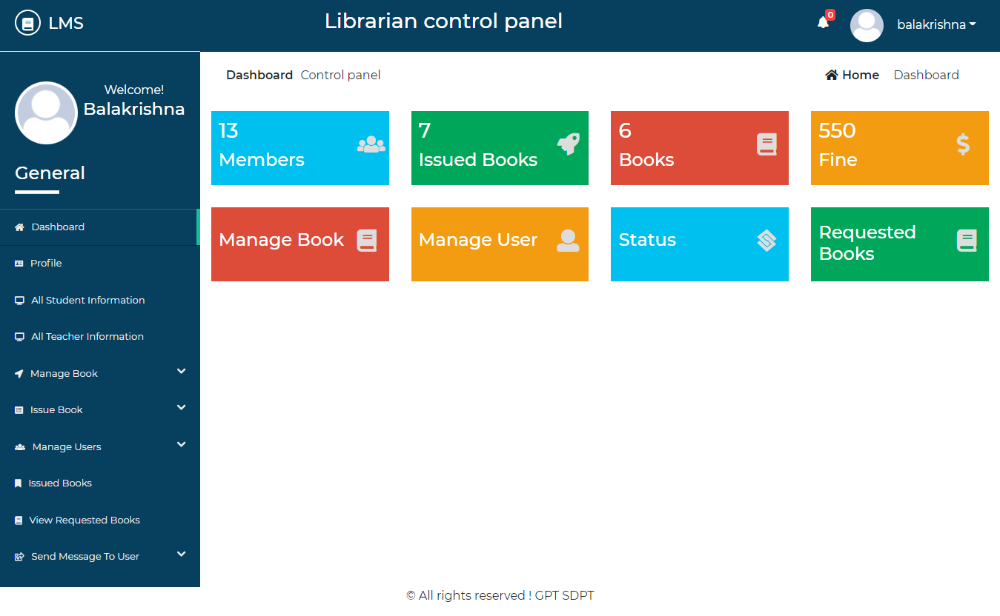 LMS
Librarian control panel
0
balakrishna
Welcome!
Balakrishna
General
Dashboard
Profile
All Student Information
All Teacher Information
Manage Book
Issue Book
Manage Users
Issued Books
View Requested Books
Send Message To User
Dashboard Control panel
Home Dashboard
13
Members
7
Issued Books
6
Books
550
Fine
Manage Book
Manage User
Status
Requested
Books
© All rights reserved ! GPT SDPT